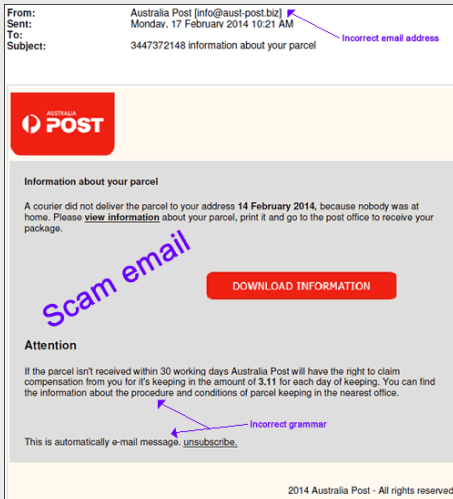 From: Australia Post [info@aust-post.biz]
Sent: Monday, 17 February 2014 10:21 AM
Incorrect email address
To:
Subject: 3447372148 information about your parcel
AUSTRALIA
POST
Information about your parcel
A courier did not deliver the parcel to your address 14 February 2014, because nobody was at
home. Please view information about your parcel, print it and go to the post office to receive your
package.
Scam email
DOWNLOAD INFORMATION
Attention
If the parcel isn't received within 30 working days Australia Post will have the right to claim
compensation from you for it's keeping in the amount of 3.11 for each day of keeping. You can find
the information about the procedure and conditions of parcel keeping in the nearest office.
Incorrect grammar
This is automatically e-mail message. unsubscribe.
2014 Australia Post - All rights reserved